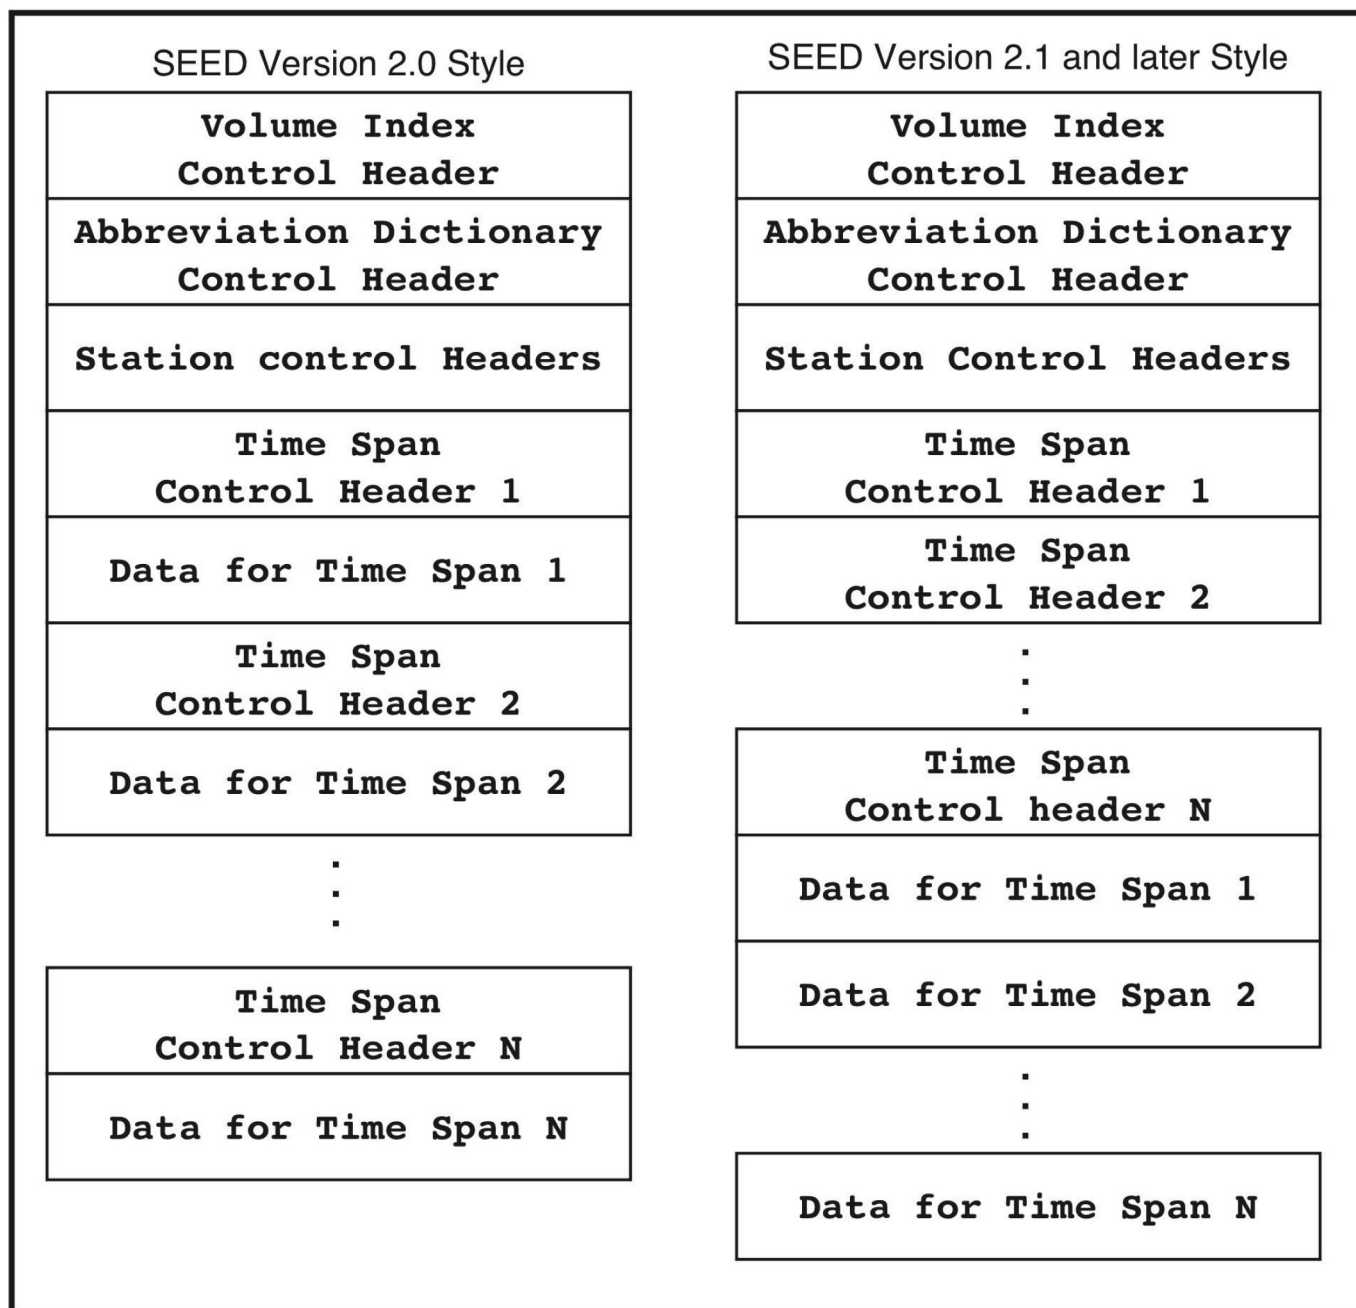 SEED Version 2.0 Style
Volume Index
Control Header
Abbreviation Dictionary
Control Header
Station control Headers
Time Span
Control Header 1
Data for Time Span 1
Time Span
Control Header 2
Data for Time Span 2
.
.
.
Time Span
Control Header N
Data for Time Span N
SEED Version 2.1 and later Style
Volume Index
Control Header
Abbreviation Dictionary
Control Header
Station Control Headers
Time Span
Control Header 1
Time Span
Control Header 2
.
.
.
Time Span
Control header N
Data for Time Span 1
Data for Time Span 2
.
.
.
Data for Time Span N